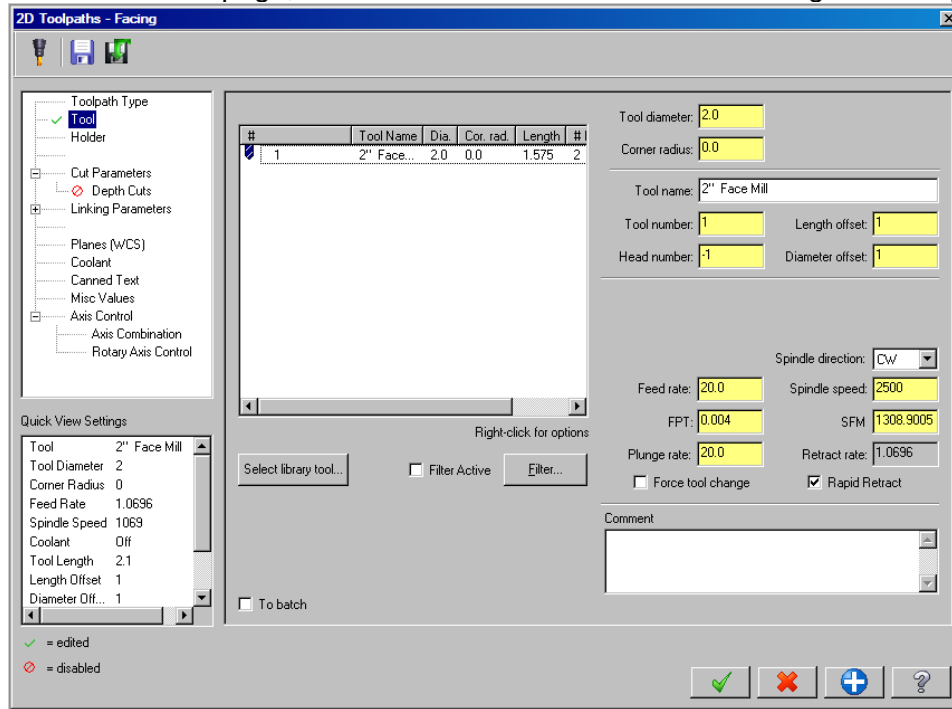 2D Toolpaths - Facing
Toolpath Type
Tool
Holder
Cut Parameters
Depth Cuts
Linking Parameters
Planes (WCS)
Coolant
Canned Text
Misc Values
Axis Control
Axis Combination
Rotary Axis Control
Quick View Settings
Tool 2'' Face Mill
Tool Diameter 2
Corner Radius 0
Feed Rate 1.0696
Spindle Speed 1069
Coolant Off
Tool Length 2.1
Length Offset 1
Diameter Off... 1
= edited
= disabled
# Tool Name Dia. Cor. rad. Length #
1 2'' Face... 2.0 0.0 1.575 2
Right-click for options
Select library tool... Filter Active Filter...
To batch
Tool diameter: 2.0
Corner radius: 0.0
Tool name: 2'' Face Mill
Tool number: 1 Length offset: 1
Head number: -1 Diameter offset: 1
Spindle direction: CW
Feed rate: 20.0 Spindle speed: 2500
FPT: 0.004 SFM 1308.9005
Plunge rate: 20.0 Retract rate: 1.0696
Force tool change Rapid Retract
Comment